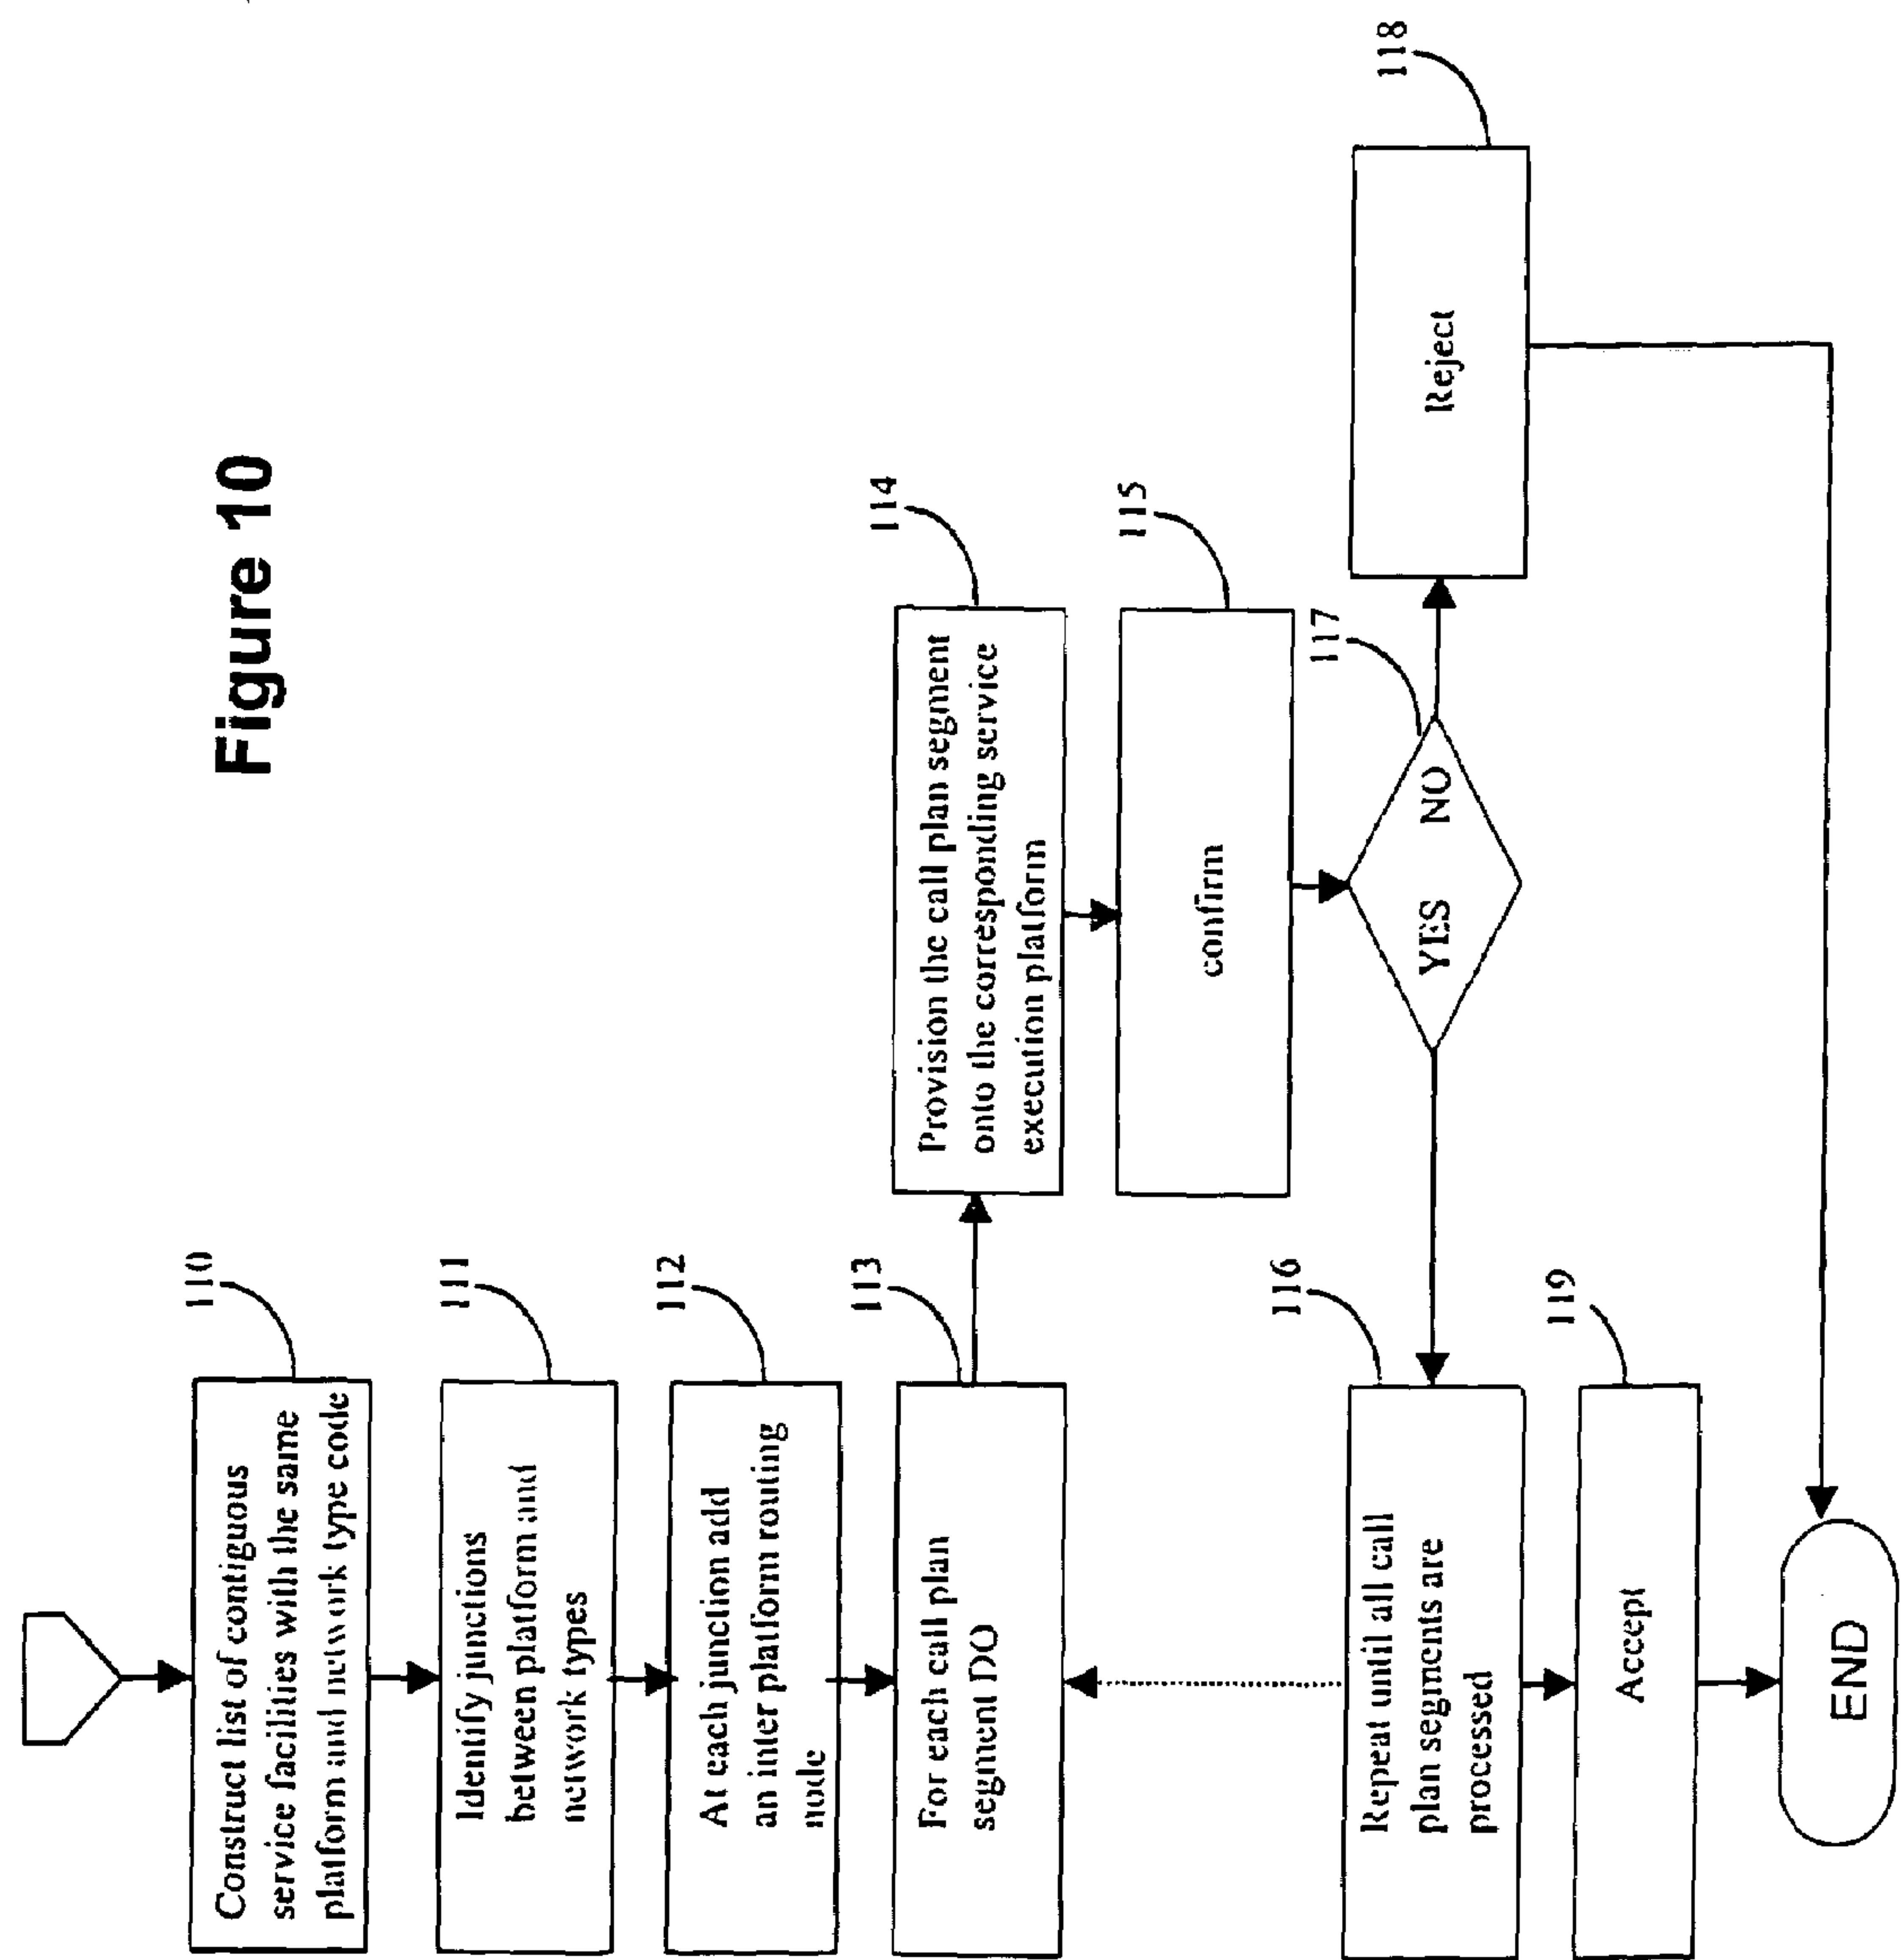 Figure 10
110
Construct list of contiguous
service facilities with the same
platform and network type code
111
Identify junctions
between platform and
network types
112
At each junction add
an inter platform routing
node
113
For each call plan
segment DO
114
Provision the call plan segment
onto the corresponding service
execution platform
115
confirm
117
YES NO
118
Reject
116
Repeat until all call
plan segments are
processed
119
Accept
END